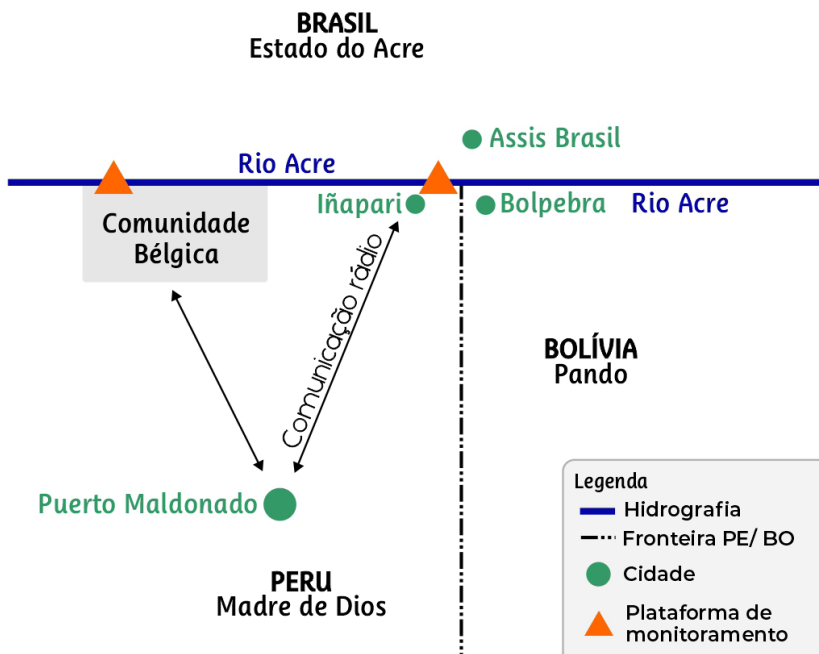 BRASIL
Estado do Acre
Assis Brasil
Rio Acre
Iñapari
Bolpebra
Rio Acre
Comunidade
Bélgica
Comunicação rádio
BOLÍVIA
Pando
Puerto Maldonado
PERU
Madre de Dios
Legenda
Hidrografia
Fronteira PE/ BO
Cidade
Plataforma de
monitoramento